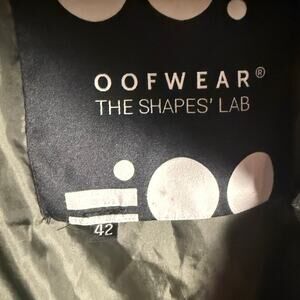 OOFWEAR®
THE SHAPES' LAB
42